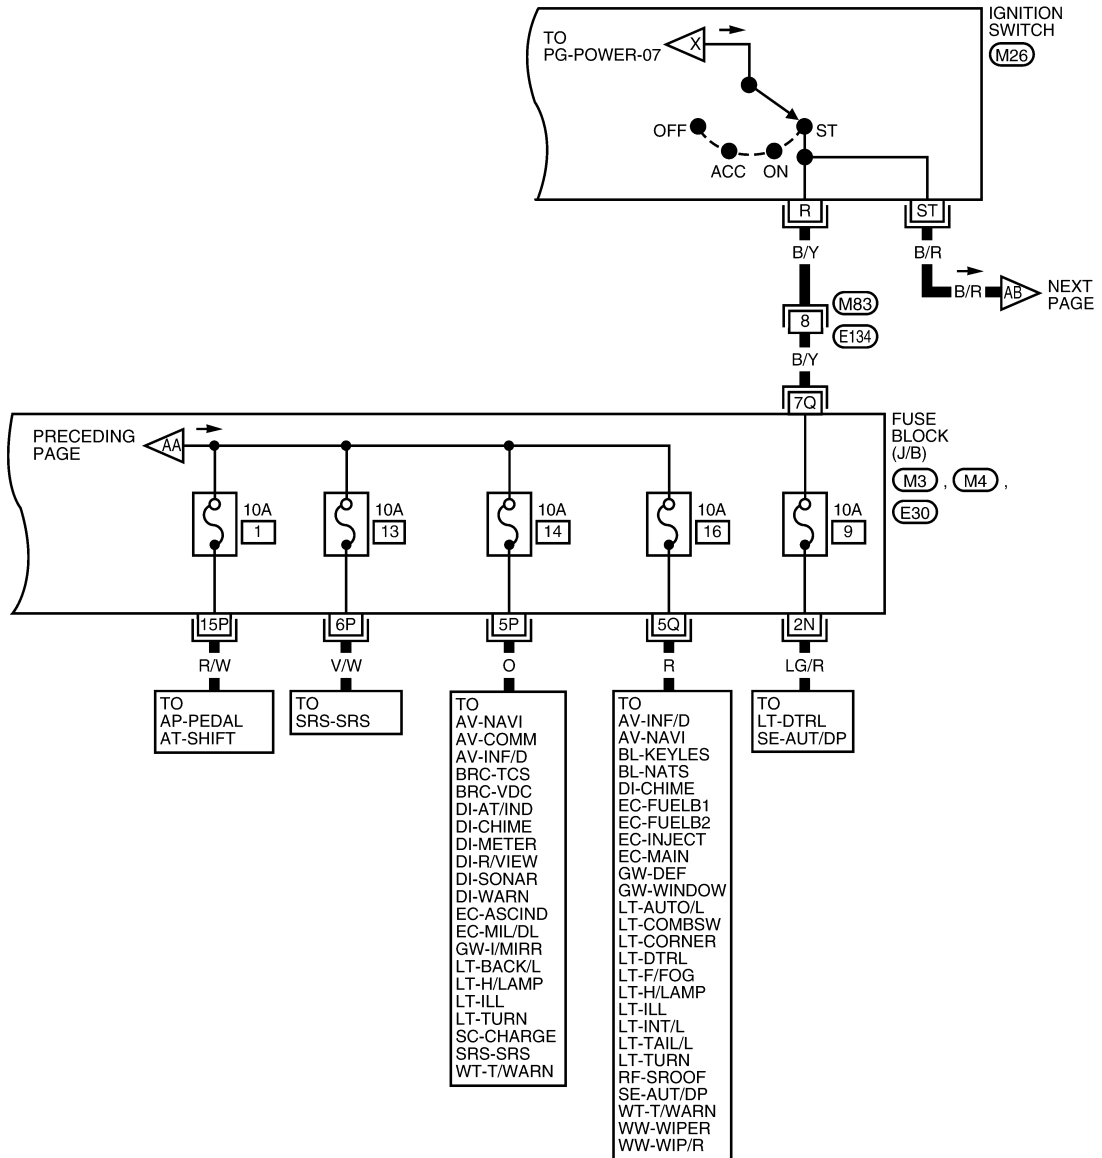 IGNITION
SWITCH
M26
TO
PG-POWER-07
X
OFF
ACC
ON
ST
R
ST
B/Y
B/R
B/R
AB
NEXT
PAGE
M83
8
E134
B/Y
7Q
PRECEDING
PAGE
AA
FUSE
BLOCK
(J/B)
M3 , M4 ,
E30
10A
1
10A
13
10A
14
10A
16
10A
9
15P
6P
5P
5Q
2N
R/W
V/W
O
R
LG/R
TO
AP-PEDAL
AT-SHIFT
TO
SRS-SRS
TO
AV-NAVI
AV-COMM
AV-INF/D
BRC-TCS
BRC-VDC
DI-AT/IND
DI-CHIME
DI-METER
DI-R/VIEW
DI-SONAR
DI-WARN
EC-ASCIND
EC-MIL/DL
GW-I/MIRR
LT-BACK/L
LT-H/LAMP
LT-ILL
LT-TURN
SC-CHARGE
SRS-SRS
WT-T/WARN
TO
AV-INF/D
AV-NAVI
BL-KEYLES
BL-NATS
DI-CHIME
EC-FUELB1
EC-FUELB2
EC-INJECT
EC-MAIN
GW-DEF
GW-WINDOW
LT-AUTO/L
LT-COMBSW
LT-CORNER
LT-DTRL
LT-F/FOG
LT-H/LAMP
LT-ILL
LT-INT/L
LT-TAIL/L
LT-TURN
RF-SROOF
SE-AUT/DP
WT-T/WARN
WW-WIPER
WW-WIP/R
TO
LT-DTRL
SE-AUT/DP